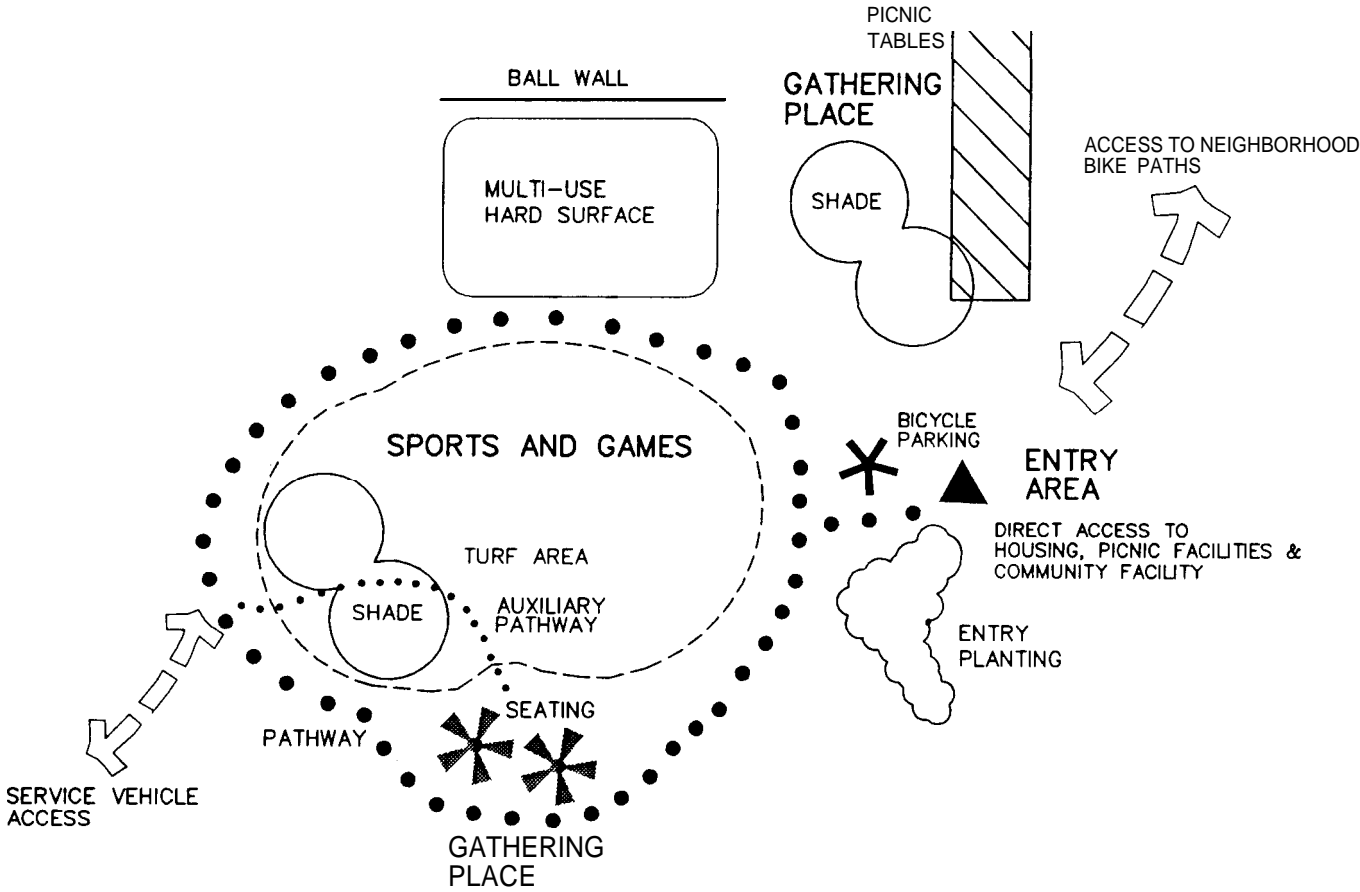 PICNIC
TABLES
BALL WALL
GATHERING
PLACE
ACCESS TO NEIGHBORHOOD
BIKE PATHS
MULTI-USE
HARD SURFACE
SHADE
BICYCLE
PARKING
SPORTS AND GAMES
ENTRY
AREA
DIRECT ACCESS TO
HOUSING, PICNIC FACILITIES &
COMMUNITY FACILITY
TURF AREA
SHADE
AUXILIARY
PATHWAY
ENTRY
PLANTING
SEATING
PATHWAY
SERVICE VEHICLE
ACCESS
GATHERING
PLACE